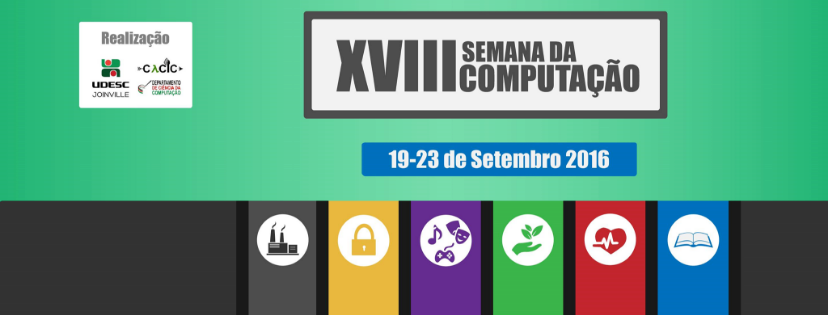 Realização
UDESC
JOINVILLE
CACIC
DEPARTAMENTO
DE CIÊNCIA DA
COMPUTAÇÃO
XVIII SEMANA DA
COMPUTAÇÃO
19-23 de Setembro 2016